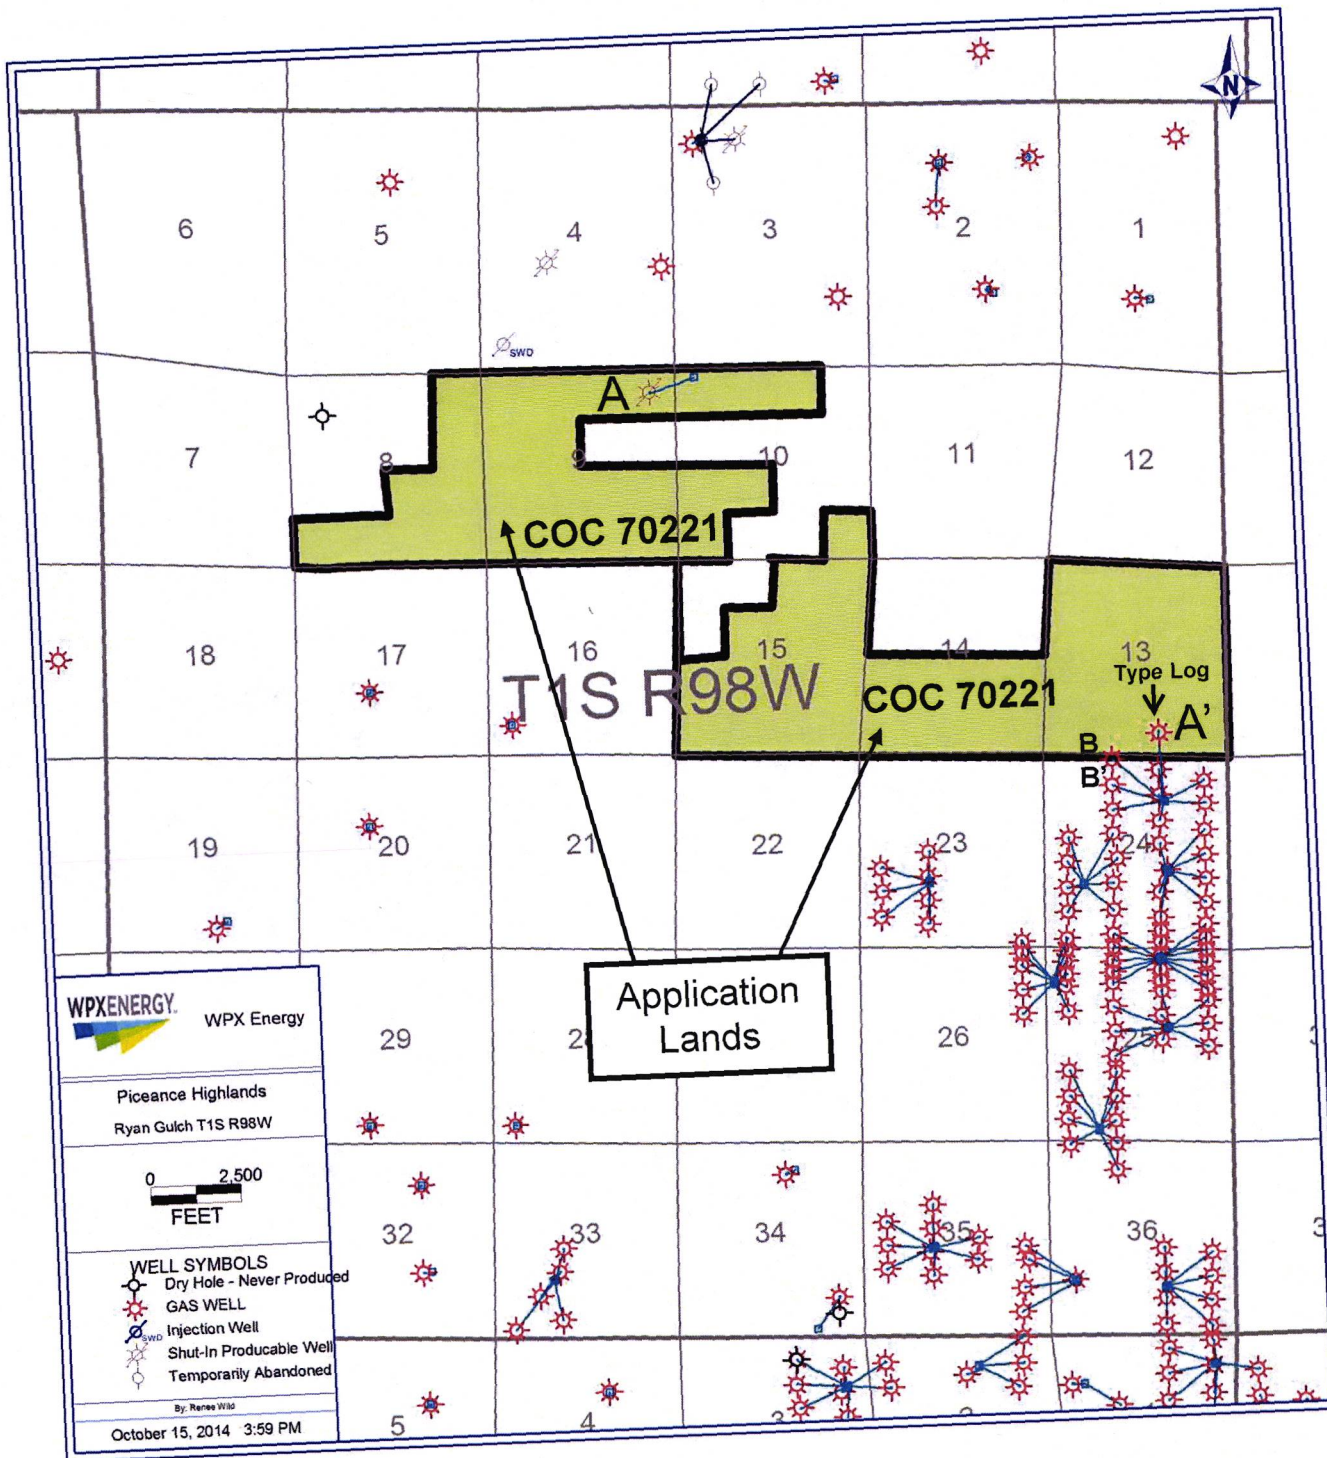 N
6
5
4
3
2
1
SWD
A
7
8
9
10
11
12
COC 70221
18
17
16
15
14
13
Type Log
T1S R98W
COC 70221
A'
B
B'
19
20
21
22
23
24
Application
Lands
29
26
25
32
33
34
35
36
5
4
WPXENERGY.
WPX Energy
Piceance Highlands
Ryan Gulch T1S R98W
0 2,500
FEET
WELL SYMBOLS
Dry Hole - Never Produced
GAS WELL
SWD Injection Well
Shut-In Producable Well
Temporarily Abandoned
By: Renee Wild
October 15, 2014 3:59 PM